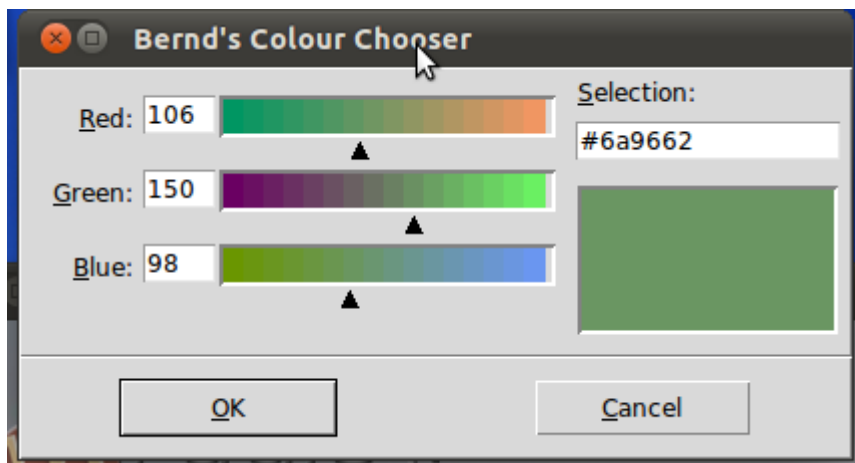 Bernd's Colour Chooser
Red: 106
Selection:
#6a9662
Green: 150
Blue: 98
OK
Cancel